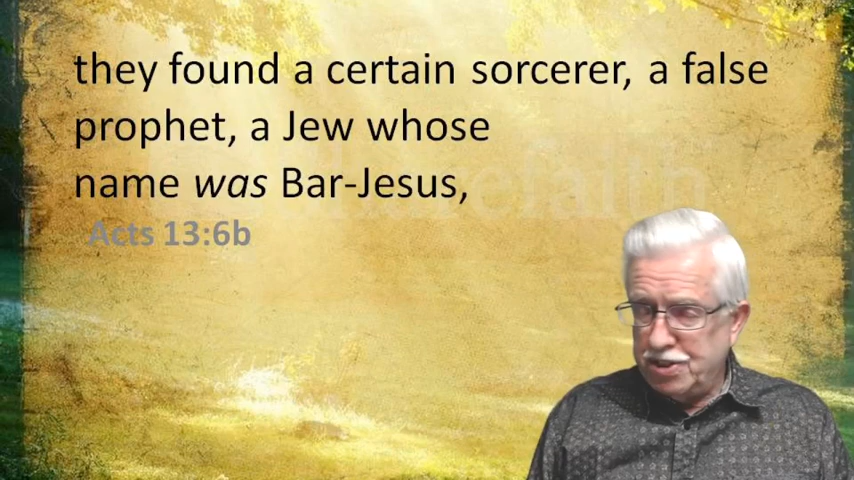 they found a certain sorcerer, a false
prophet, a Jew whose
name was Bar-Jesus,
Acts 13:6b